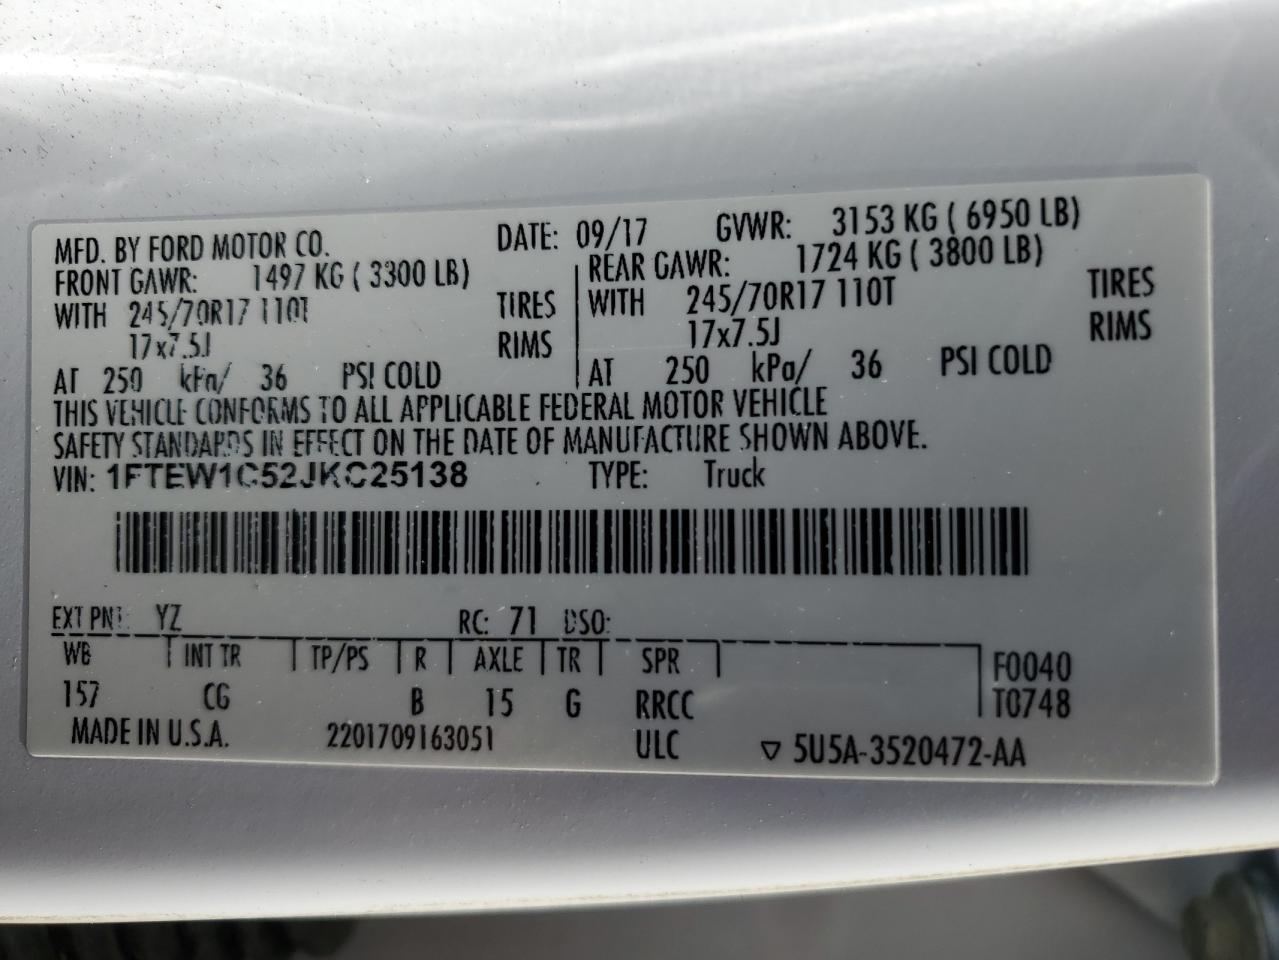 MFD. BY FORD MOTOR CO. DATE: 09/17 GVWR: 3153 KG ( 6950 LB)
FRONT GAWR: 1497 KG ( 3300 LB) REAR GAWR: 1724 KG ( 3800 LB)
WITH 245/70R17 110T TIRES WITH 245/70R17 110T TIRES
17x7.5J RIMS 17x7.5J RIMS
AT 250 kPa/ 36 PSI COLD AT 250 kPa/ 36 PSI COLD
THIS VEHICLE CONFORMS TO ALL APPLICABLE FEDERAL MOTOR VEHICLE
SAFETY STANDARDS IN EFFECT ON THE DATE OF MANUFACTURE SHOWN ABOVE.
VIN: 1FTEW1C52JKC25138 TYPE: Truck
EXT PNT: YZ RC: 71 DSO:
WB INT TR TP/PS R AXLE TR SPR F0040
157 CG B 15 G RRCC T0748
MADE IN U.S.A. 2201709163051 ULC ▽ 5U5A-3520472-AA